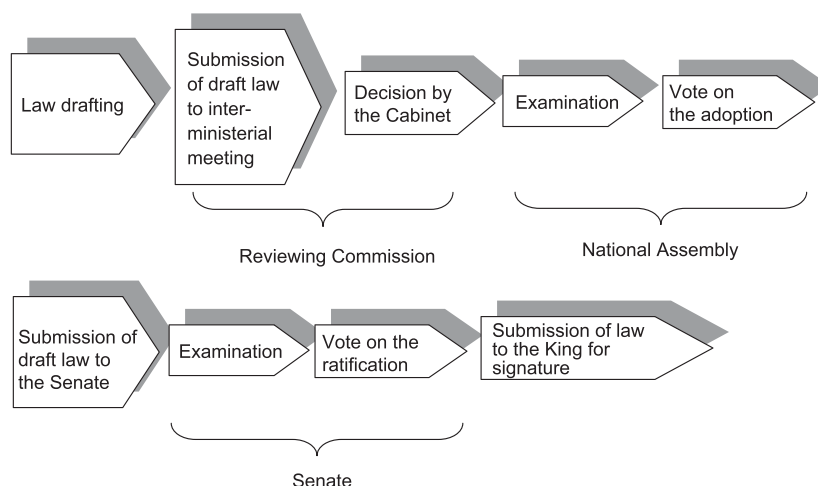 Law drafting
Submission
of draft law
to inter-
ministerial
meeting
Decision by
the Cabinet
Examination
Vote on
the adoption
Reviewing Commission
National Assembly
Submission of
draft law to
the Senate
Examination
Vote on the
ratification
Submission of law
to the King for
signature
Senate